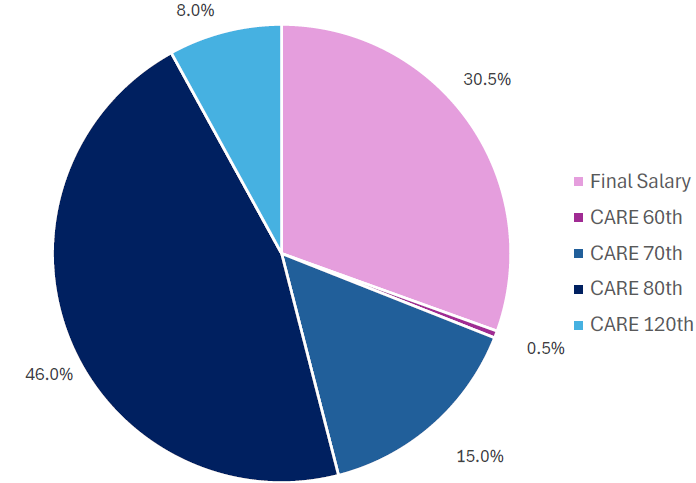 8.0%
30.5%
Final Salary
CARE 60th
CARE 70th
CARE 80th
CARE 120th
0.5%
46.0%
15.0%